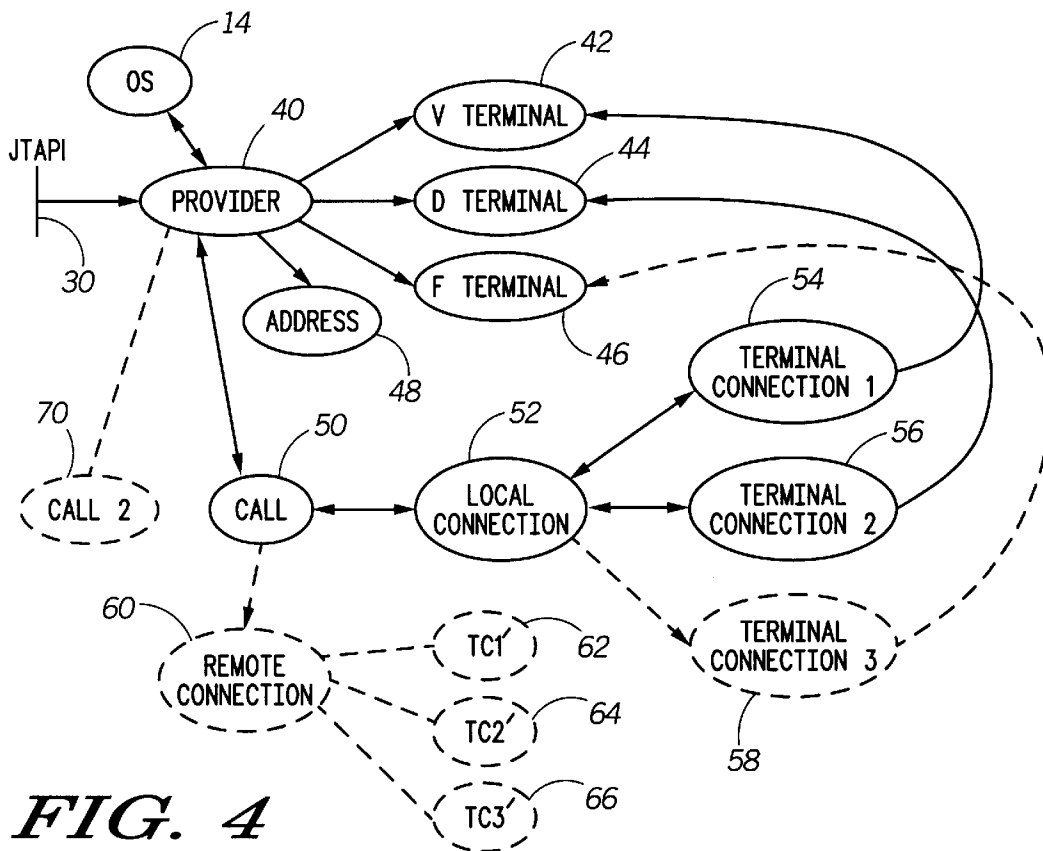 14
42
OS
40
V TERMINAL
JTAPI
44
PROVIDER
D TERMINAL
30
F TERMINAL
54
ADDRESS
46
TERMINAL
CONNECTION 1
48
70
50
52
56
CALL 2
CALL
LOCAL
CONNECTION
TERMINAL
CONNECTION 2
60
62
REMOTE
CONNECTION
TC1'
TERMINAL
CONNECTION 3
64
TC2'
58
66
TC3'
FIG. 4